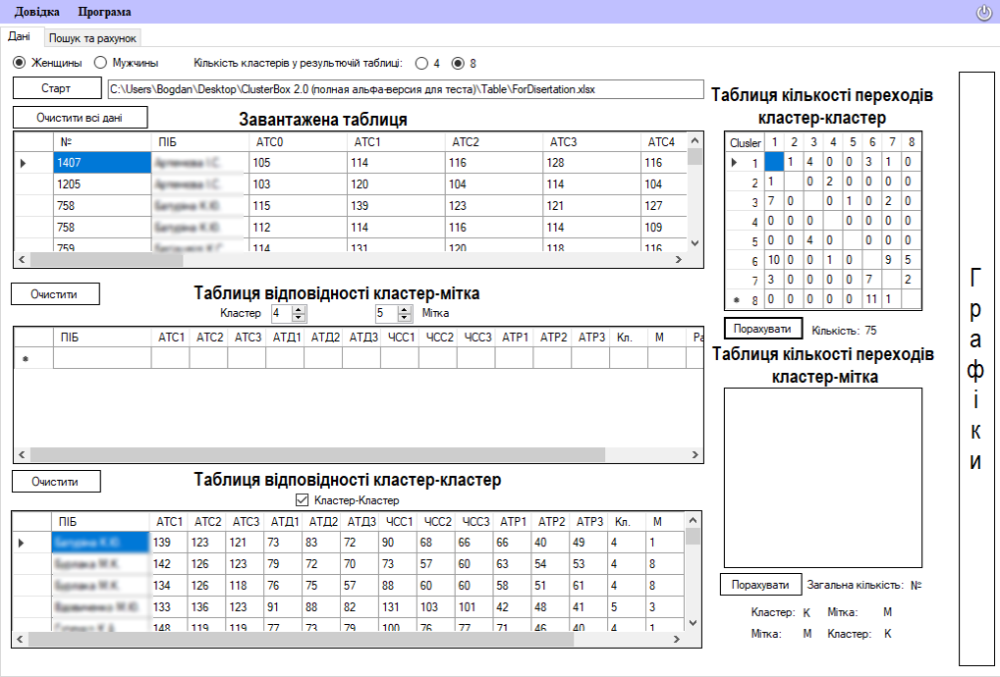 Довідка Програма
Дані Пошук та рахунок
Женщины Мужчины Кількість кластерів у результуючій таблиці: 4 8
Старт C:\Users\Bogdan\Desktop\ClusterBox 2.0 (полная альфа-версия для теста)\Table\ForDisertation.xlsx
Очистити всі дані Завантажена таблиця
№ ПІБ АТС0 АТС1 АТС2 АТС3 АТС4
1407 105 114 116 128 116
1205 103 120 104 114 104
758 115 139 123 121 127
758 112 114 116 114 109
759 114 131 120 118 116
Очистити Таблиця відповідності кластер-мітка
Кластер 4 5 Мітка
ПІБ АТС1 АТС2 АТС3 АТД1 АТД2 АТД3 ЧСС1 ЧСС2 ЧСС3 АТР1 АТР2 АТР3 Кл. М Ра
Очистити Таблиця відповідності кластер-кластер
Кластер-Кластер
ПІБ АТС1 АТС2 АТС3 АТД1 АТД2 АТД3 ЧСС1 ЧСС2 ЧСС3 АТР1 АТР2 АТР3 Кл. М
139 123 121 73 83 72 90 68 66 66 40 49 4 1
142 126 123 79 72 70 73 57 60 63 54 53 4 8
134 126 118 76 75 57 88 60 60 58 51 61 4 8
133 136 123 91 88 82 131 103 101 42 48 41 5 3
148 119 119 77 73 79 100 76 77 71 46 40 4 1
Таблиця кількості переходів
кластер-кластер
Clusler 1 2 3 4 5 6 7 8
1 1 4 0 0 3 1 0
2 1 0 2 0 0 0 0
3 7 0 0 1 0 2 0
4 0 0 0 0 0 0 0
5 0 0 4 0 0 0 0
6 10 0 0 1 0 9 5
7 3 0 0 0 0 7 2
8 0 0 0 0 0 11 1
Порахувати Кількість: 75
Таблиця кількості переходів
кластер-мітка
Порахувати Загальна кількість: №
Кластер: К Мітка: М
Мітка: М Кластер: К
Графіки